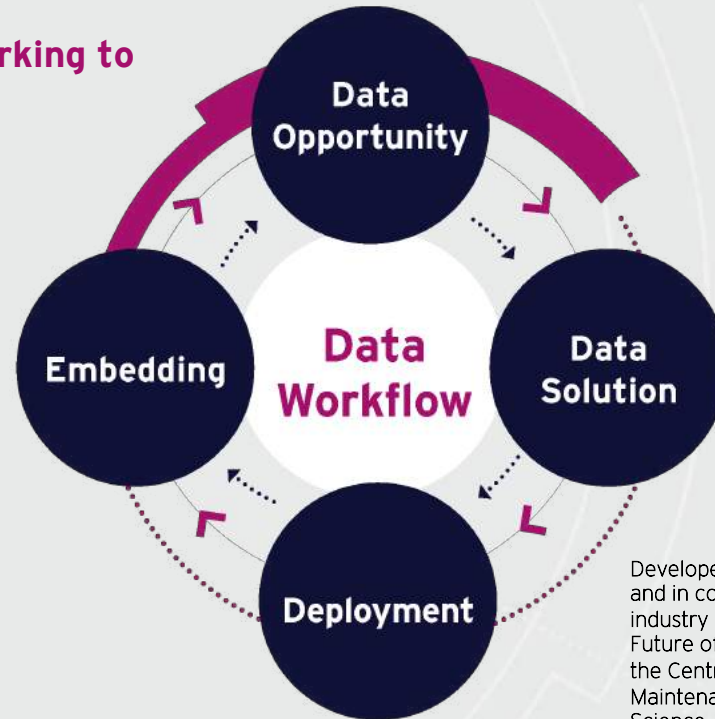 rking to
Data
Opportunity
Embedding
Data
Workflow
Data
Solution
Deployment
Develope
and in co
industry
Future of
the Centr
Maintena